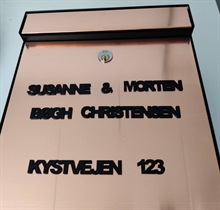 SUSANNE & MORTEN
BØGH CHRISTENSEN
KYSTVEJEN 123